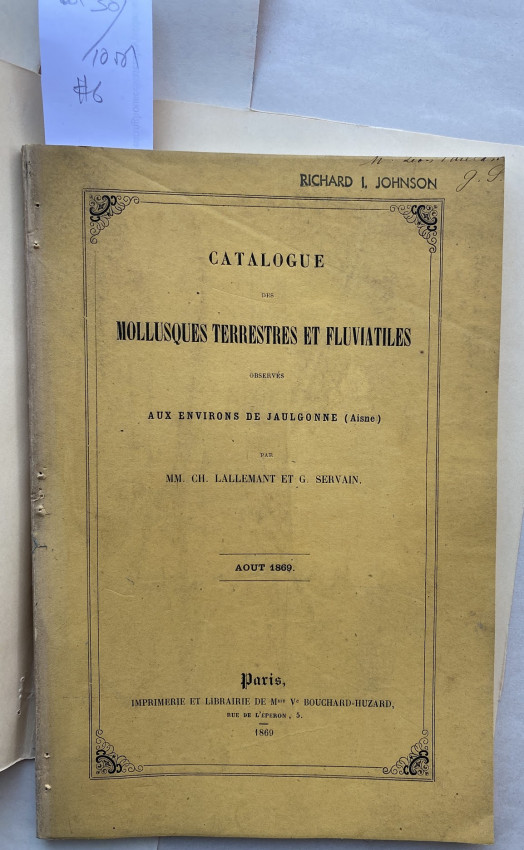 #6
RICHARD I. JOHNSON
CATALOGUE
DES
MOLLUSQUES TERRESTRES ET FLUVIATILES
OBSERVÉS
AUX ENVIRONS DE JAULGONNE (Aisne)
PAR
MM. CH. LALLEMANT ET G. SERVAIN.
AOUT 1869.
Paris,
IMPRIMERIE ET LIBRAIRIE DE Mme Ve BOUCHARD-HUZARD,
RUE DE L'ÉPERON, 5.
1869